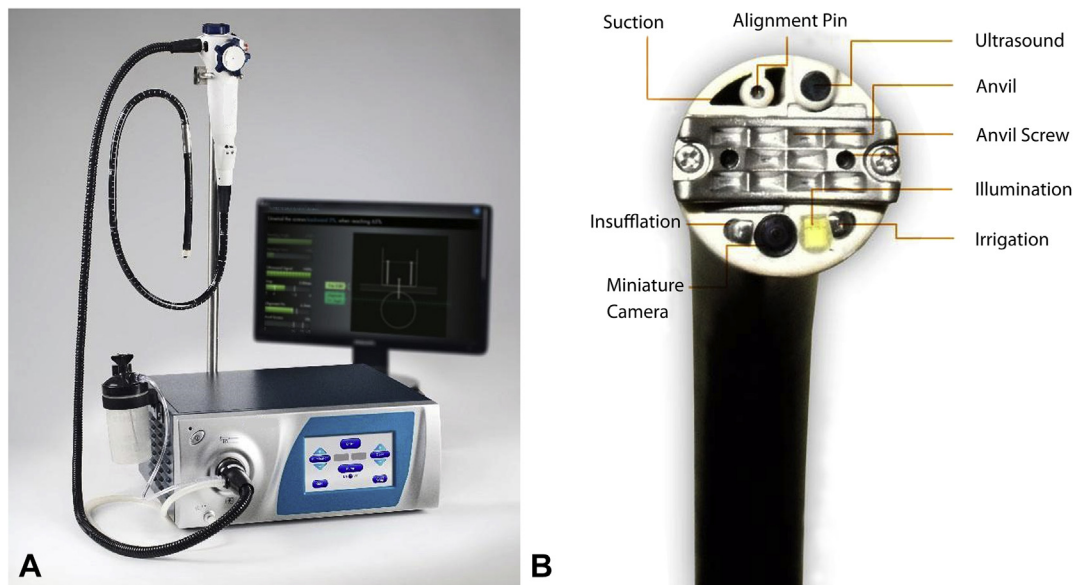 Suction
Alignment Pin
Ultrasound
Anvil
Anvil Screw
Illumination
Insufflation
Irrigation
Miniature
Camera
A
B